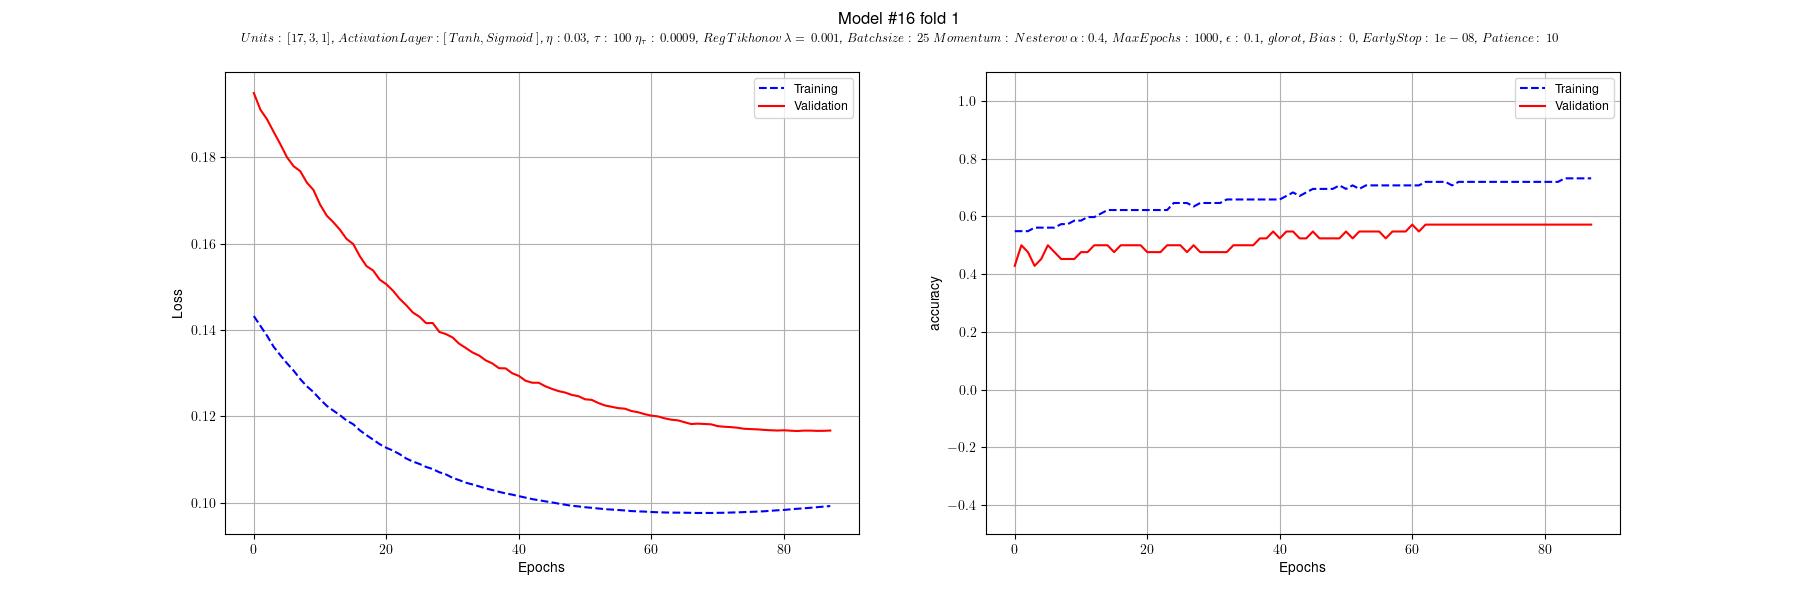 Model #16 fold 1
Units : [17, 3, 1], ActivationLayer : [ Tanh, Sigmoid ], η : 0.03, τ : 100 ητ : 0.0009, Reg Tikhonov λ = 0.001, Batchsize : 25 Momentum : Nesterov α : 0.4, MaxEpochs : 1000, ϵ : 0.1, glorot, Bias : 0, EarlyStop : 1e − 08, Patience : 10
Training
Validation
0.18
0.16
0.14
0.12
0.10
Loss
0 20 40 60 80
Epochs
Training
Validation
1.0
0.8
0.6
0.4
0.2
0.0
−0.2
−0.4
accuracy
0 20 40 60 80
Epochs